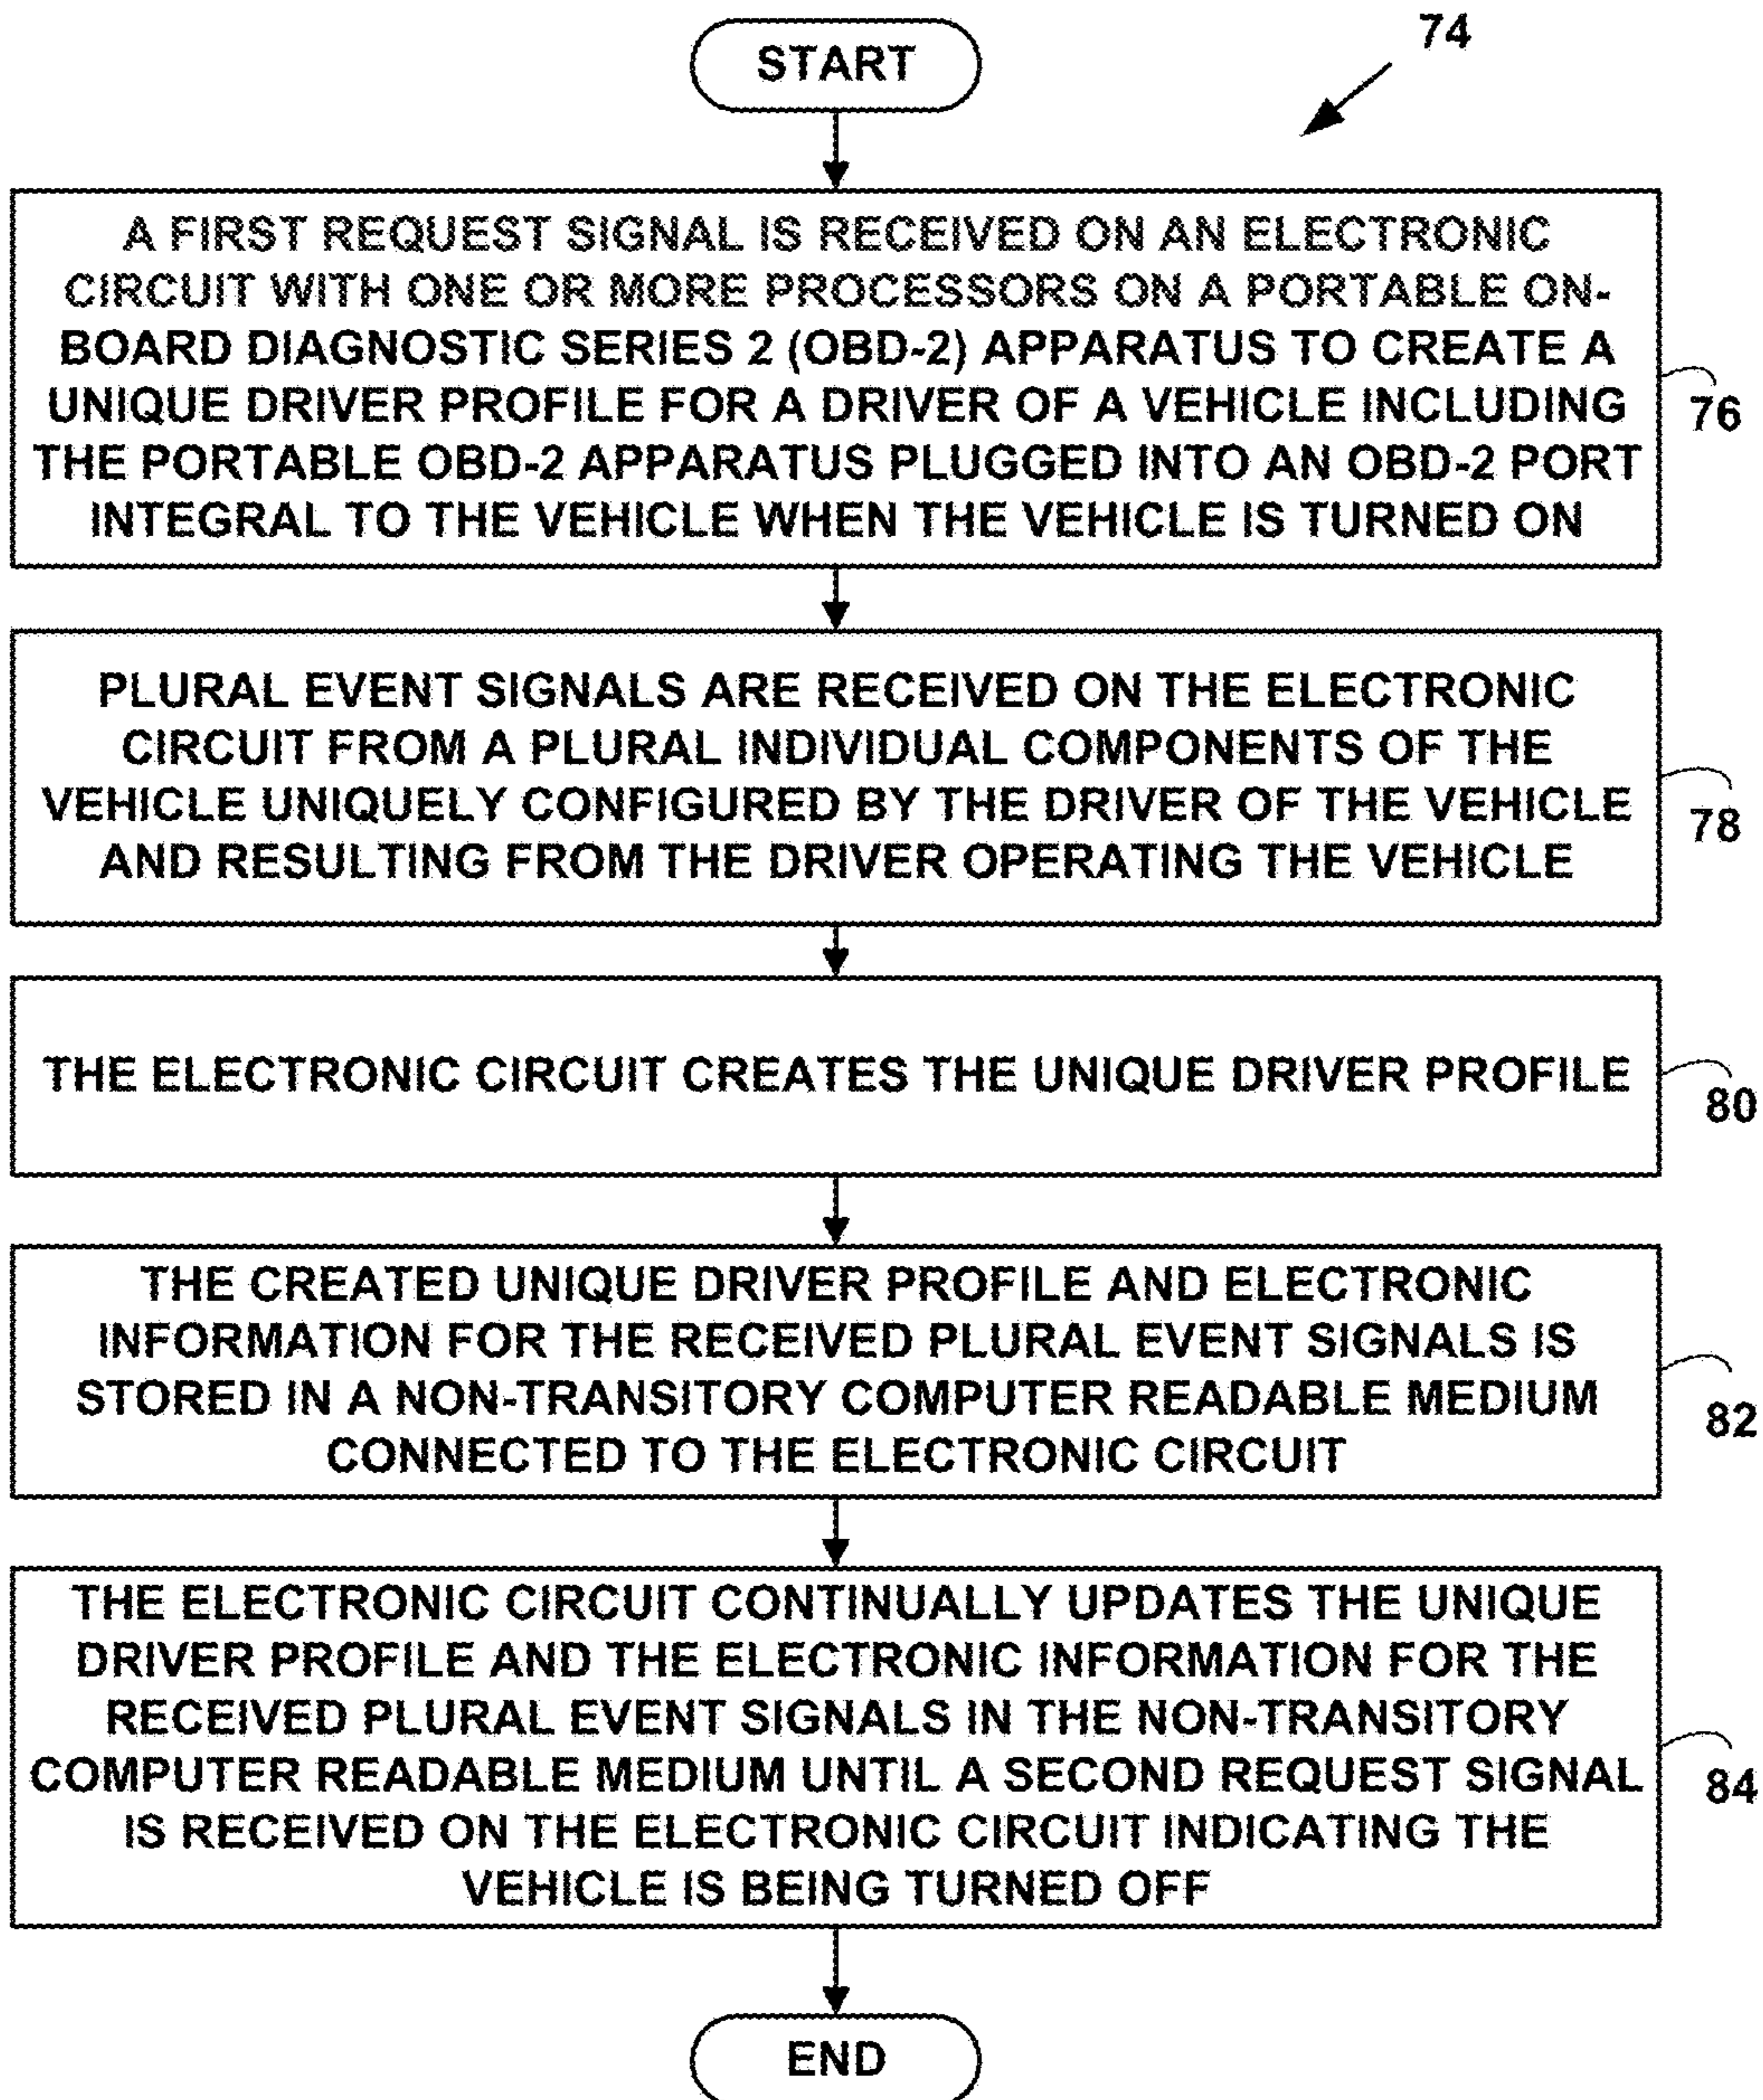 START
74
A FIRST REQUEST SIGNAL IS RECEIVED ON AN ELECTRONIC
CIRCUIT WITH ONE OR MORE PROCESSORS ON A PORTABLE ON-
BOARD DIAGNOSTIC SERIES 2 (OBD-2) APPARATUS TO CREATE A
UNIQUE DRIVER PROFILE FOR A DRIVER OF A VEHICLE INCLUDING
THE PORTABLE OBD-2 APPARATUS PLUGGED INTO AN OBD-2 PORT
INTEGRAL TO THE VEHICLE WHEN THE VEHICLE IS TURNED ON
76
PLURAL EVENT SIGNALS ARE RECEIVED ON THE ELECTRONIC
CIRCUIT FROM A PLURAL INDIVIDUAL COMPONENTS OF THE
VEHICLE UNIQUELY CONFIGURED BY THE DRIVER OF THE VEHICLE
AND RESULTING FROM THE DRIVER OPERATING THE VEHICLE
78
THE ELECTRONIC CIRCUIT CREATES THE UNIQUE DRIVER PROFILE
80
THE CREATED UNIQUE DRIVER PROFILE AND ELECTRONIC
INFORMATION FOR THE RECEIVED PLURAL EVENT SIGNALS IS
STORED IN A NON-TRANSITORY COMPUTER READABLE MEDIUM
CONNECTED TO THE ELECTRONIC CIRCUIT
82
THE ELECTRONIC CIRCUIT CONTINUALLY UPDATES THE UNIQUE
DRIVER PROFILE AND THE ELECTRONIC INFORMATION FOR THE
RECEIVED PLURAL EVENT SIGNALS IN THE NON-TRANSITORY
COMPUTER READABLE MEDIUM UNTIL A SECOND REQUEST SIGNAL
IS RECEIVED ON THE ELECTRONIC CIRCUIT INDICATING THE
VEHICLE IS BEING TURNED OFF
84
END